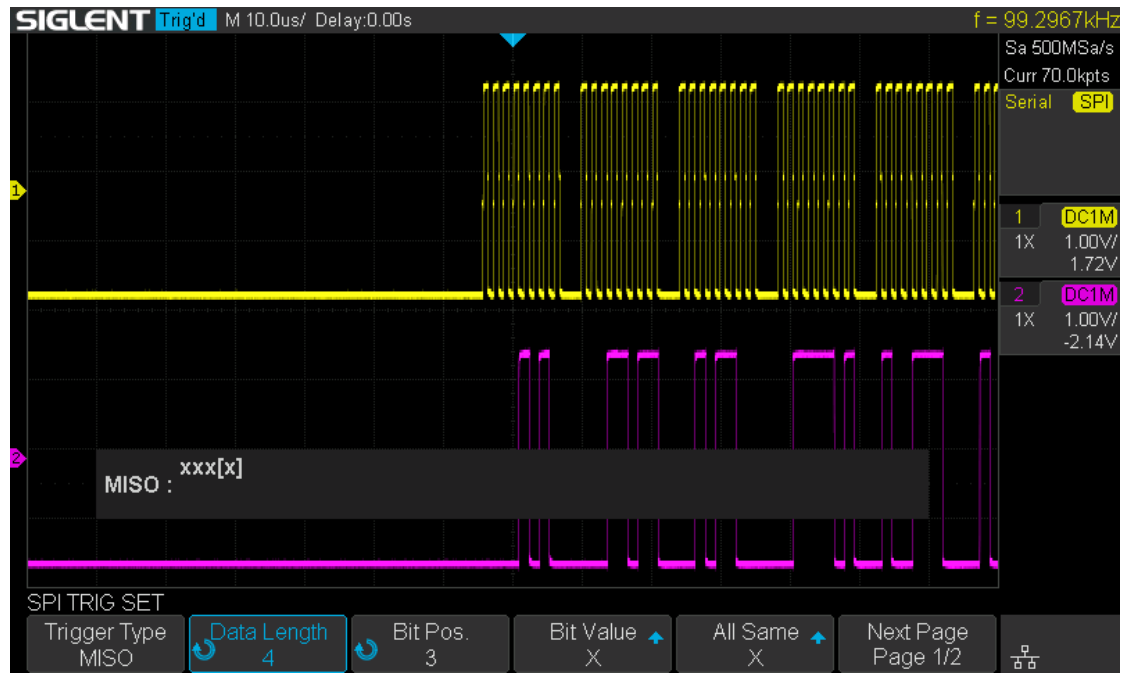 SIGLENT Trig'd M 10.0us/ Delay:0.00s f = 99.2967kHz
Sa 500MSa/s
Curr 70.0kpts
Serial SPI
1
1 DC1M
1X 1.00V/
1.72V
2 DC1M
1X 1.00V/
-2.14V
2
MISO : xxx[x]
SPI TRIG SET
Trigger Type
MISO
Data Length
4
Bit Pos.
3
Bit Value
X
All Same
X
Next Page
Page 1/2